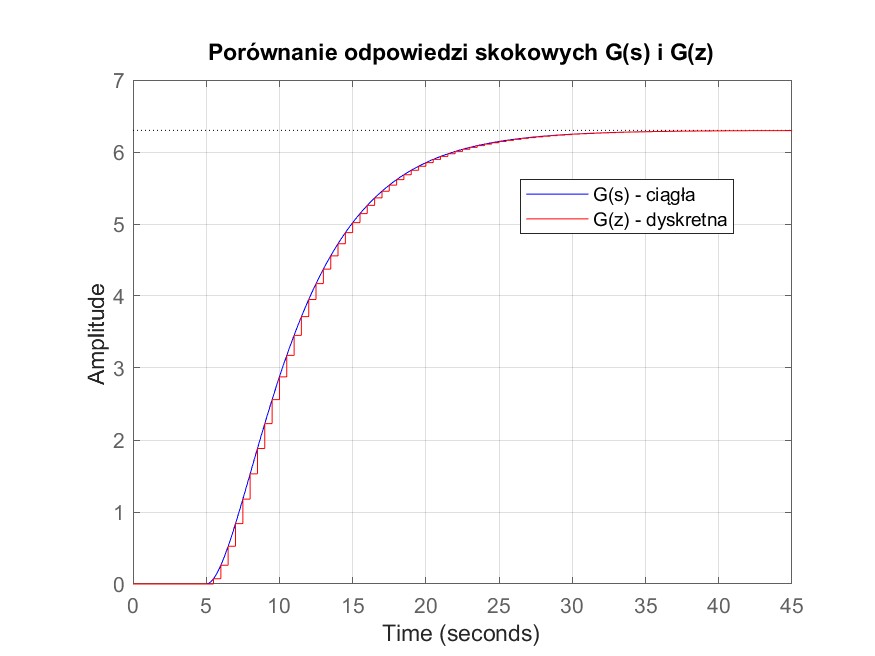 Porównanie odpowiedzi skokowych G(s) i G(z)
7
6
5
4
3
2
1
0
Amplitude
G(s) - ciągła
G(z) - dyskretna
0 5 10 15 20 25 30 35 40 45
Time (seconds)